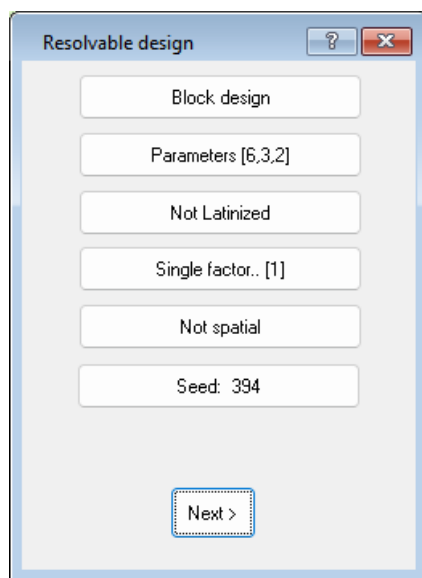 Resolvable design
?
Block design
Parameters [6,3,2]
Not Latinized
Single factor.. [1]
Not spatial
Seed: 394
Next >